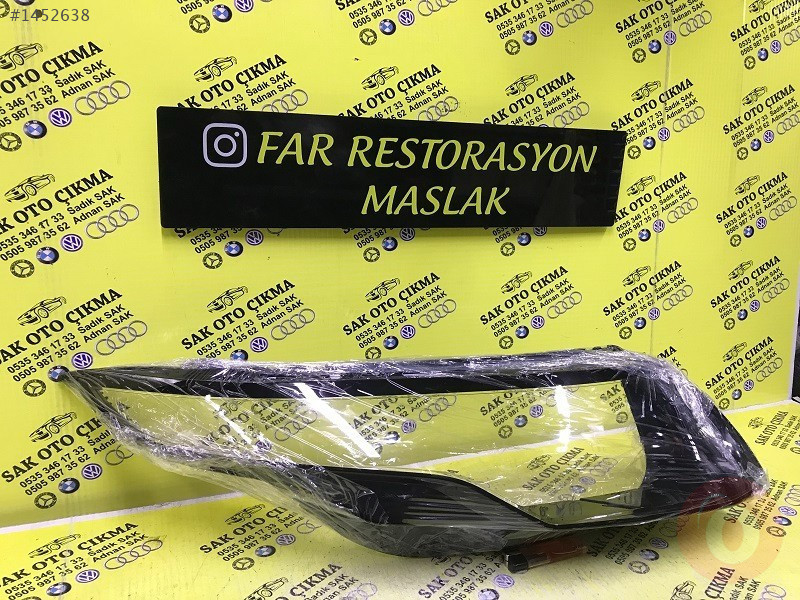 #1452638
FAR RESTORASYON
MASLAK
SAK OTO ÇIKMA
0535 346 17 33 Sadık SAK
0505 987 35 62 Adnan SAK